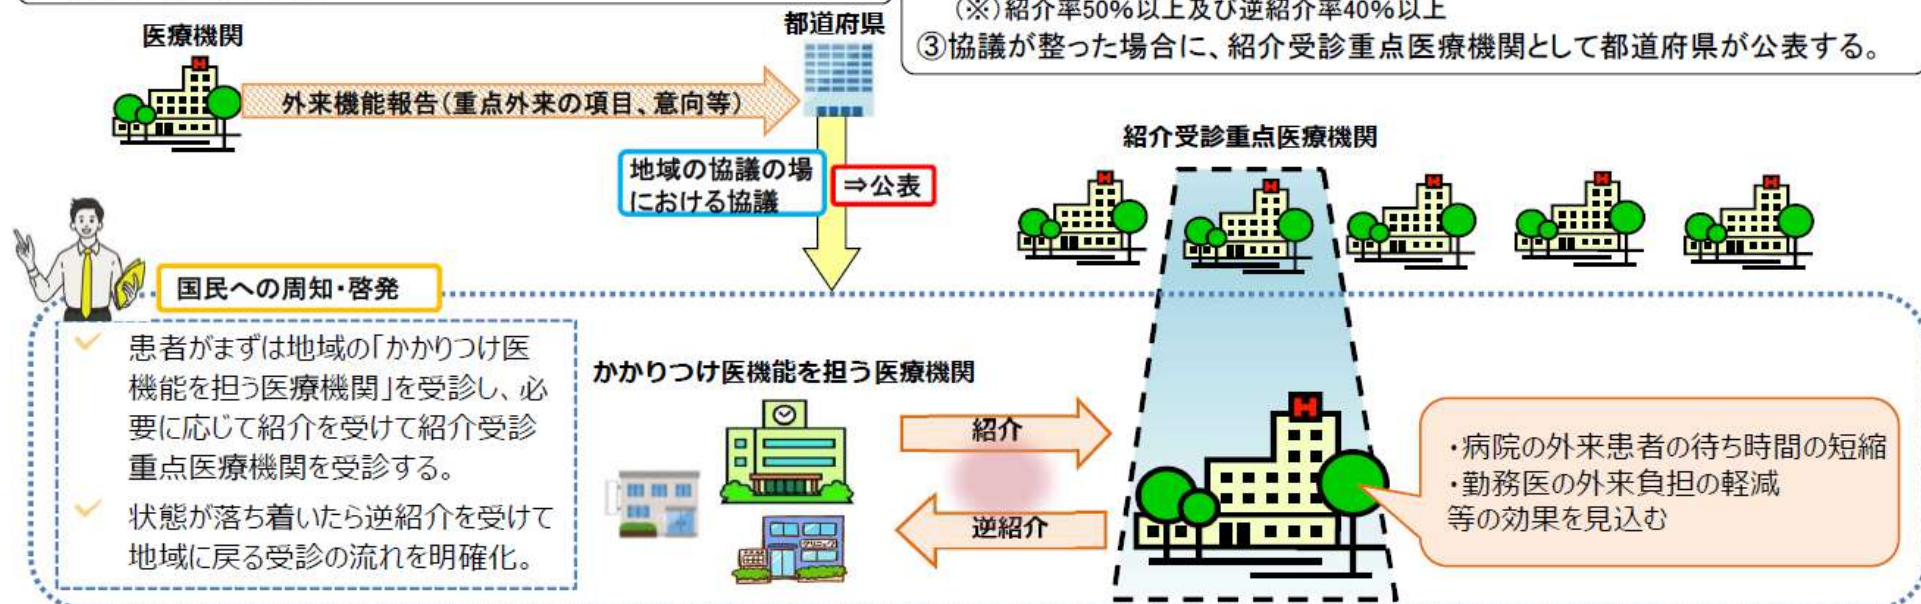 (※)紹介率50%以上及び逆紹介率40%以上
③協議が整った場合に、紹介受診重点医療機関として都道府県が公表する。
医療機関
都道府県
外来機能報告(重点外来の項目、意向等)
地域の協議の場
における協議
⇒公表
紹介受診重点医療機関
国民への周知・啓発
患者がまずは地域の「かかりつけ医
機能を担う医療機関」を受診し、必
要に応じて紹介を受けて紹介受診
重点医療機関を受診する。
状態が落ち着いたら逆紹介を受けて
地域に戻る受診の流れを明確化。
かかりつけ医機能を担う医療機関
紹介
逆紹介
・病院の外来患者の待ち時間の短縮
・勤務医の外来負担の軽減
等の効果を見込む